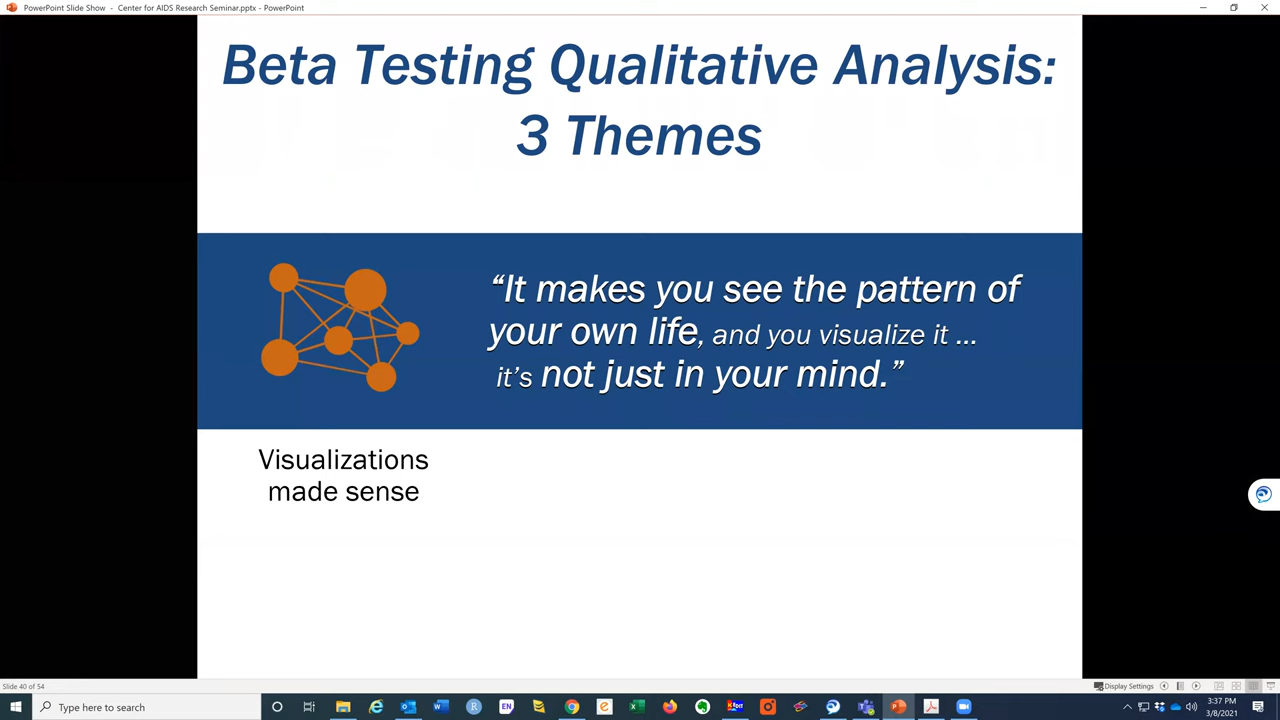 PowerPoint Slide Show - Center for AIDS Research Seminar.pptx - PowerPoint
Beta Testing Qualitative Analysis:
3 Themes
“It makes you see the pattern of
your own life, and you visualize it ...
it’s not just in your mind.”
Visualizations
made sense
Slide 40 of 54
Display Settings
Type here to search
EN
3:37 PM
3/8/2021